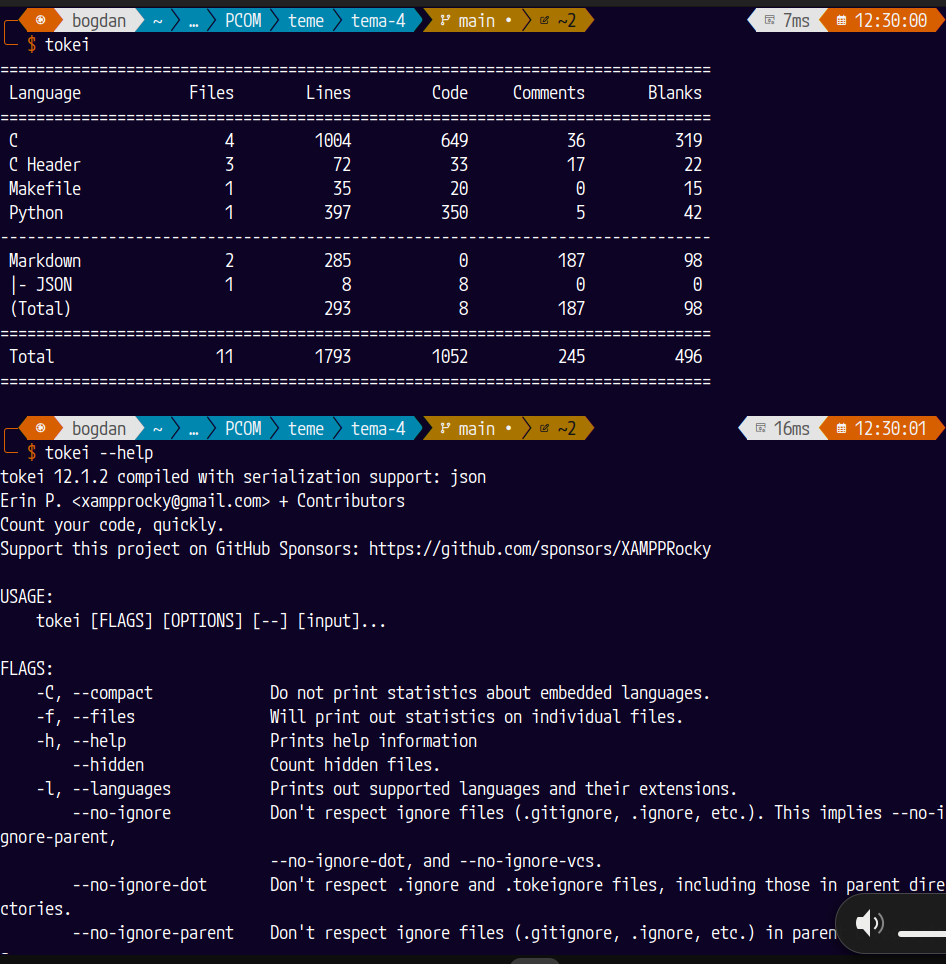 bogdan ~ … PCOM teme tema-4 main • ~2 7ms 12:30:00
$ tokei
===============================================================================
Language Files Lines Code Comments Blanks
===============================================================================
C 4 1004 649 36 319
C Header 3 72 33 17 22
Makefile 1 35 20 0 15
Python 1 397 350 5 42
-------------------------------------------------------------------------------
Markdown 2 285 0 187 98
|- JSON 1 8 8 0 0
(Total) 293 8 187 98
===============================================================================
Total 11 1793 1052 245 496
===============================================================================
bogdan ~ … PCOM teme tema-4 main • ~2 16ms 12:30:01
$ tokei --help
tokei 12.1.2 compiled with serialization support: json
Erin P. <xampprocky@gmail.com> + Contributors
Count your code, quickly.
Support this project on GitHub Sponsors: https://github.com/sponsors/XAMPPRocky
USAGE:
tokei [FLAGS] [OPTIONS] [--] [input]...
FLAGS:
-C, --compact Do not print statistics about embedded languages.
-f, --files Will print out statistics on individual files.
-h, --help Prints help information
--hidden Count hidden files.
-l, --languages Prints out supported languages and their extensions.
--no-ignore Don't respect ignore files (.gitignore, .ignore, etc.). This implies --no-i
gnore-parent,
--no-ignore-dot, and --no-ignore-vcs.
--no-ignore-dot Don't respect .ignore and .tokeignore files, including those in parent dire
ctories.
--no-ignore-parent Don't respect ignore files (.gitignore, .ignore, etc.) in paren